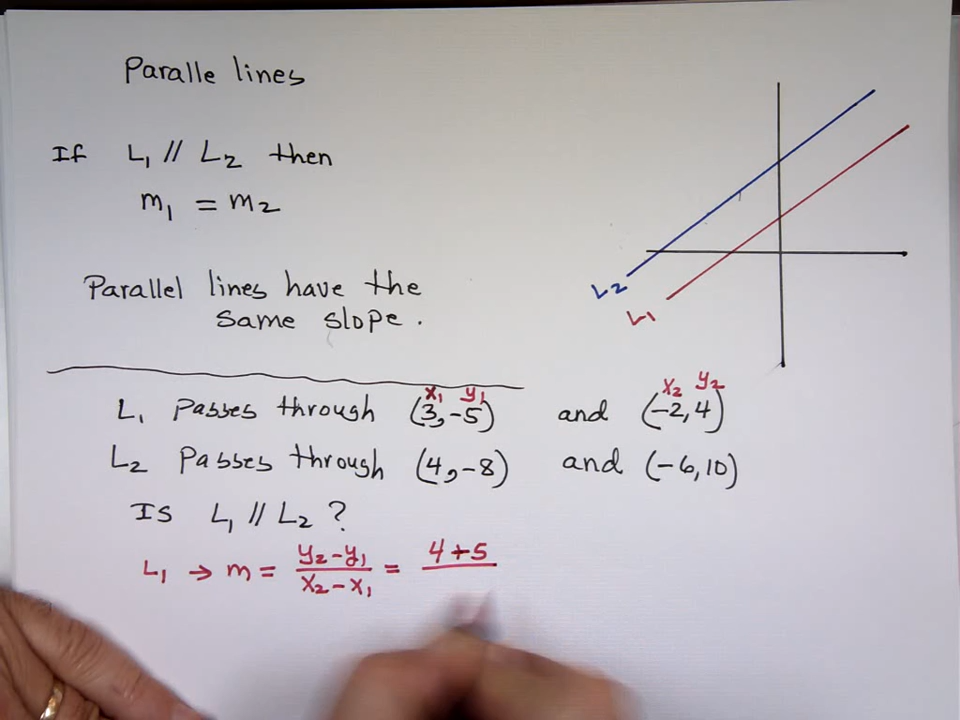 Paralle lines
If L₁ // L₂ then
m₁ = m₂
Parallel lines have the
same slope.
L2
L1
x₁ y₁ x₂ y₂
L₁ Passes through (3,-5) and (-2,4)
L₂ Passes through (4,-8) and (-6,10)
Is L₁ // L₂ ?
L₁ → m = (y₂-y₁)/(x₂-x₁) = 4+5